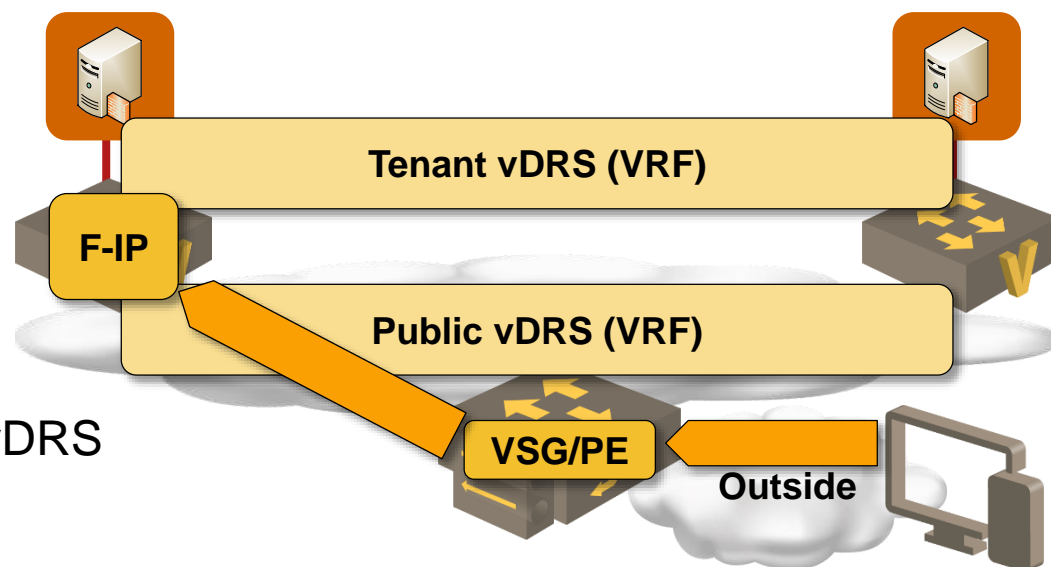 Tenant vDRS (VRF)
F-IP
V
Public vDRS (VRF)
DRS
VSG/PE
Outside